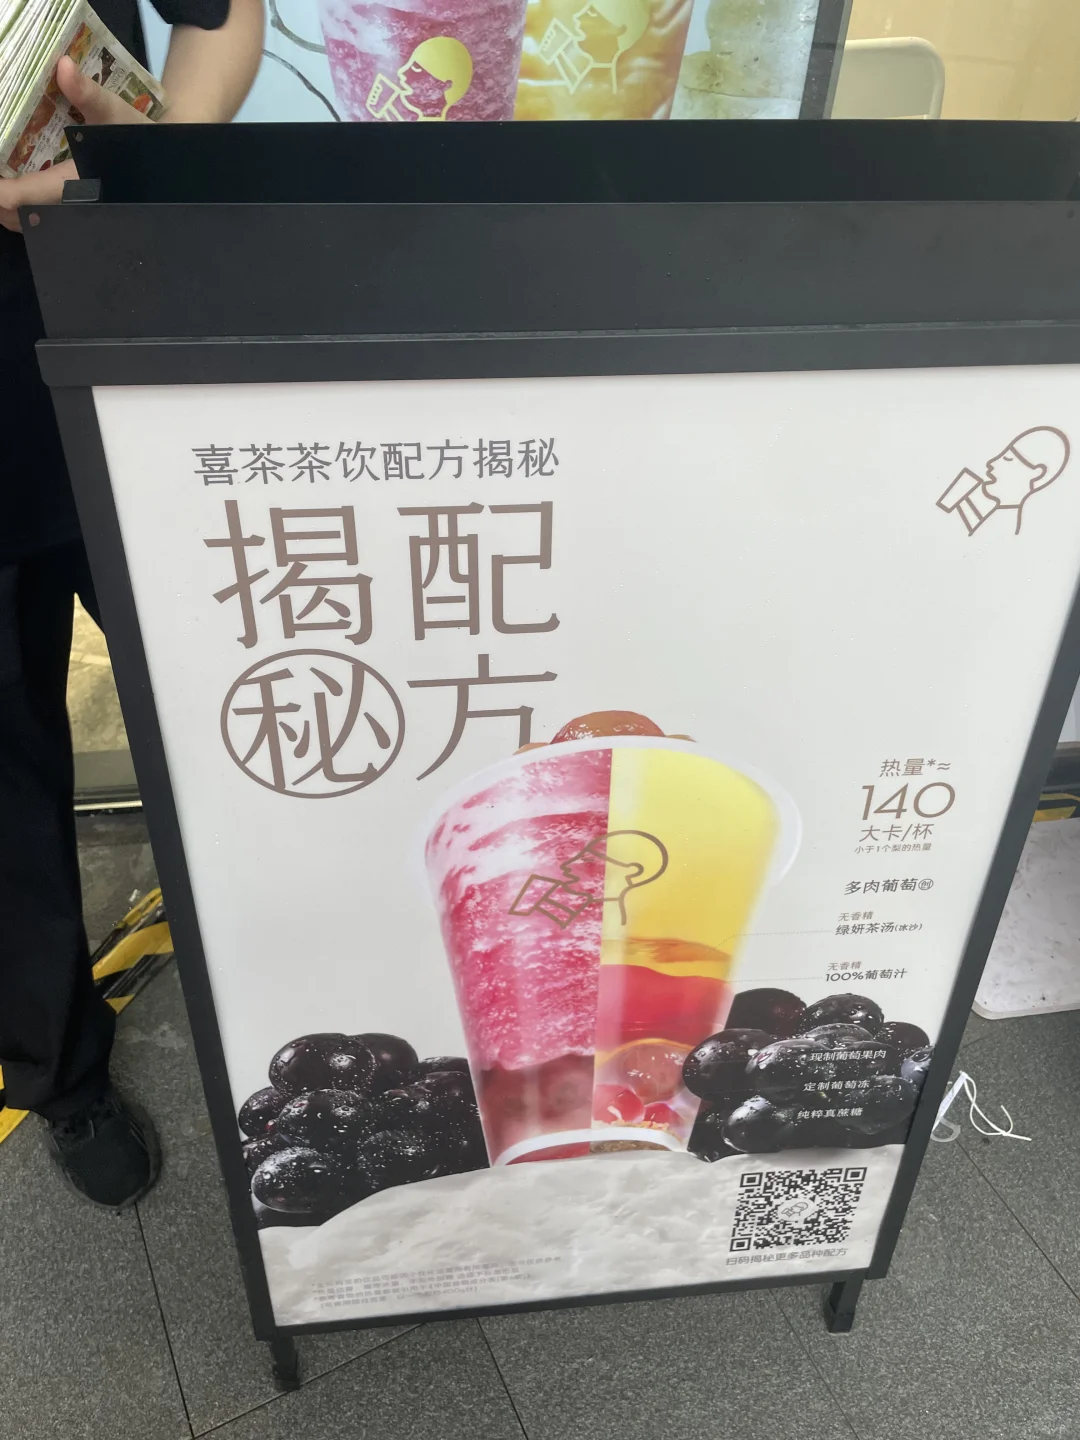 喜茶茶饮配方揭秘
配方
揭秘
热量*≈
140
大卡/杯
小于1个梨的热量
多肉葡萄创
无香精
绿妍茶汤(冰沙)
无香精
100%葡萄汁
现制葡萄果肉
定制葡萄冻
纯粹真蔗糖
扫码揭秘更多品种配方